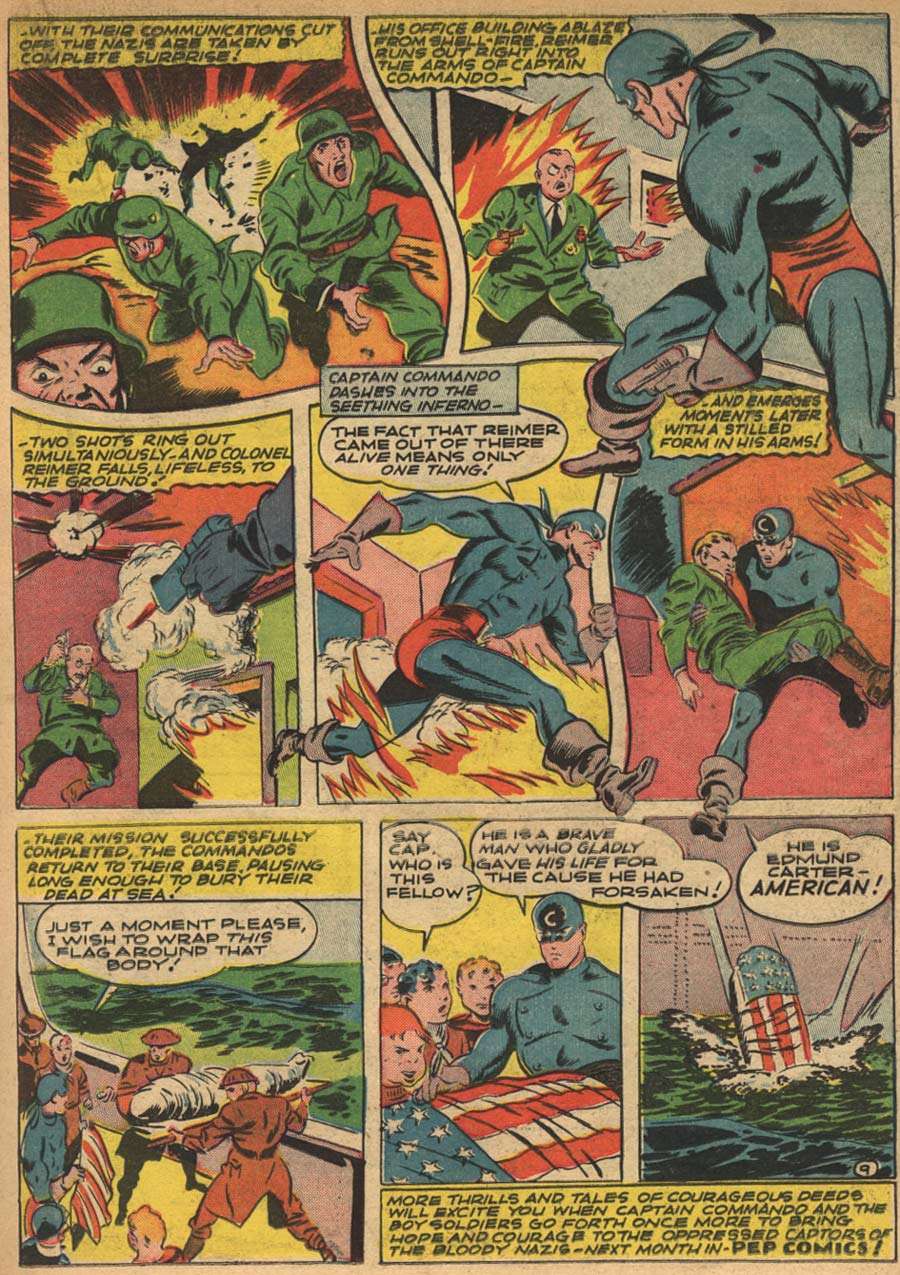 -WITH THEIR COMMUNICATIONS CUT
OFF THE NAZIS ARE TAKEN BY
COMPLETE SURPRISE!
-HIS OFFICE BUILDING ABLAZE
FROM SHELL-FIRE, REIMER
RUNS OUT RIGHT INTO
THE ARMS OF CAPTAIN
COMMANDO-
-TWO SHOTS RING OUT
SIMULTANIOUSLY-AND COLONEL
REIMER FALLS, LIFELESS, TO
THE GROUND!
CAPTAIN COMMANDO
DASHES INTO THE
SEETHING INFERNO-
THE FACT THAT REIMER
CAME OUT OF THERE
ALIVE MEANS ONLY
ONE THING!
-AND EMERGES
MOMENTS LATER
WITH A STILLED
FORM IN HIS ARMS!
C
-THEIR MISSION SUCCESSFULLY
COMPLETED, THE COMMANDOS
RETURN TO THEIR BASE, PAUSING
LONG ENOUGH TO BURY THEIR
DEAD AT SEA!
JUST A MOMENT PLEASE,
I WISH TO WRAP THIS
FLAG AROUND THAT
BODY!
SAY
CAP.
WHO IS
THIS
FELLOW?
HE IS A BRAVE
MAN WHO GLADLY
GAVE HIS LIFE FOR
THE CAUSE HE HAD
FORSAKEN!
C
HE IS
EDMUND
CARTER-
AMERICAN!
9
MORE THRILLS AND TALES OF COURAGEOUS DEEDS
WILL EXCITE YOU WHEN CAPTAIN COMMANDO AND THE
BOY SOLDIERS GO FORTH ONCE MORE TO BRING
HOPE AND COURAGE TO THE OPPRESSED CAPTORS OF
THE BLOODY NAZIS-NEXT MONTH IN-PEP COMICS!